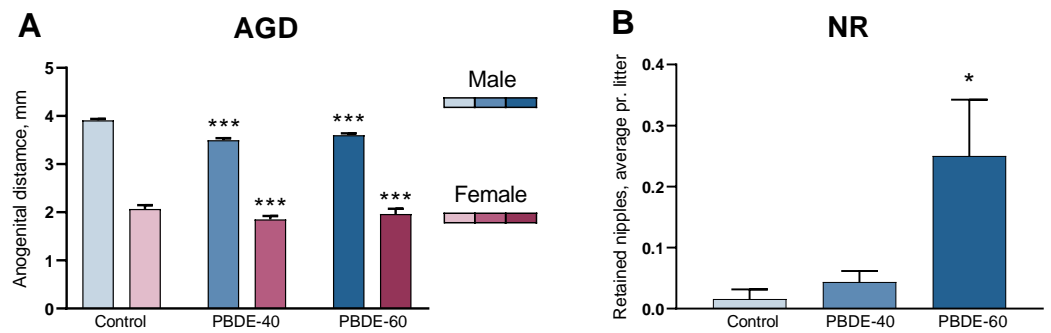 A
AGD
Anogenital distamce, mm
5
4
3
2
1
0
***
***
***
***
Control
PBDE-40
PBDE-60
Male
Female
B
NR
Retained nipples, average pr. litter
0.4
0.3
0.2
0.1
0.0
*
Control
PBDE-40
PBDE-60